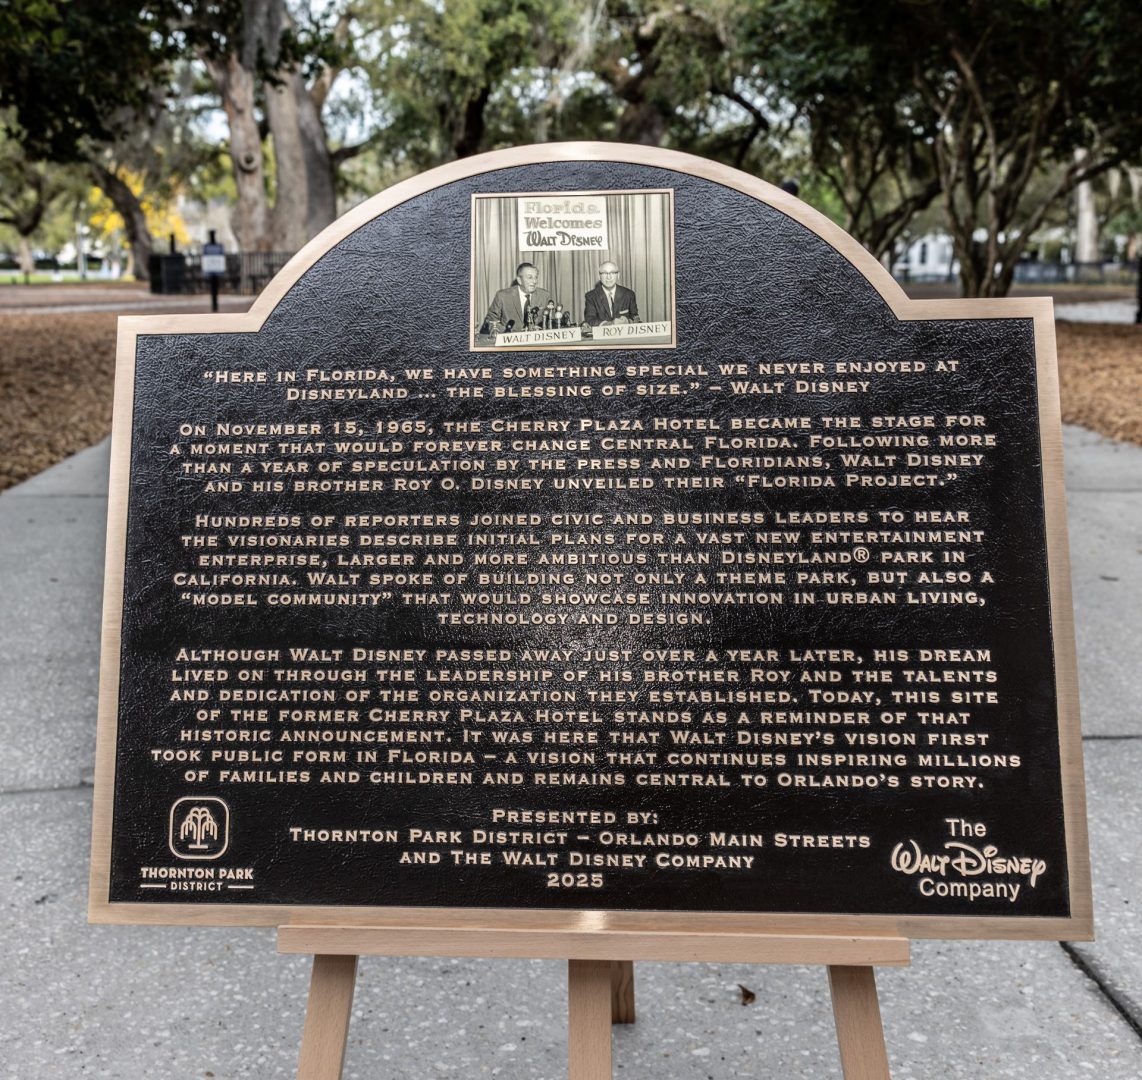 Florida
Welcomes
Walt Disney
WALT DISNEY
ROY DISNEY
“Here in Florida, we have something special we never enjoyed at
Disneyland ... the blessing of size.” – Walt Disney
On November 15, 1965, the Cherry Plaza Hotel became the stage for
a moment that would forever change Central Florida. Following more
than a year of speculation by the press and Floridians, Walt Disney
and his brother Roy O. Disney unveiled their “Florida Project.”
Hundreds of reporters joined civic and business leaders to hear
the visionaries describe initial plans for a vast new entertainment
enterprise, larger and more ambitious than Disneyland® park in
California. Walt spoke of building not only a theme park, but also a
“model community” that would showcase innovation in urban living,
technology and design.
Although Walt Disney passed away just over a year later, his dream
lived on through the leadership of his brother Roy and the talents
and dedication of the organization they established. Today, this site
of the former Cherry Plaza Hotel stands as a reminder of that
historic announcement. It was here that Walt Disney’s vision first
took public form in Florida – a vision that continues inspiring millions
of families and children and remains central to Orlando’s story.
Presented by:
Thornton Park District – Orlando Main Streets
and The Walt Disney Company
2025
THORNTON PARK
DISTRICT
The
Walt Disney
Company